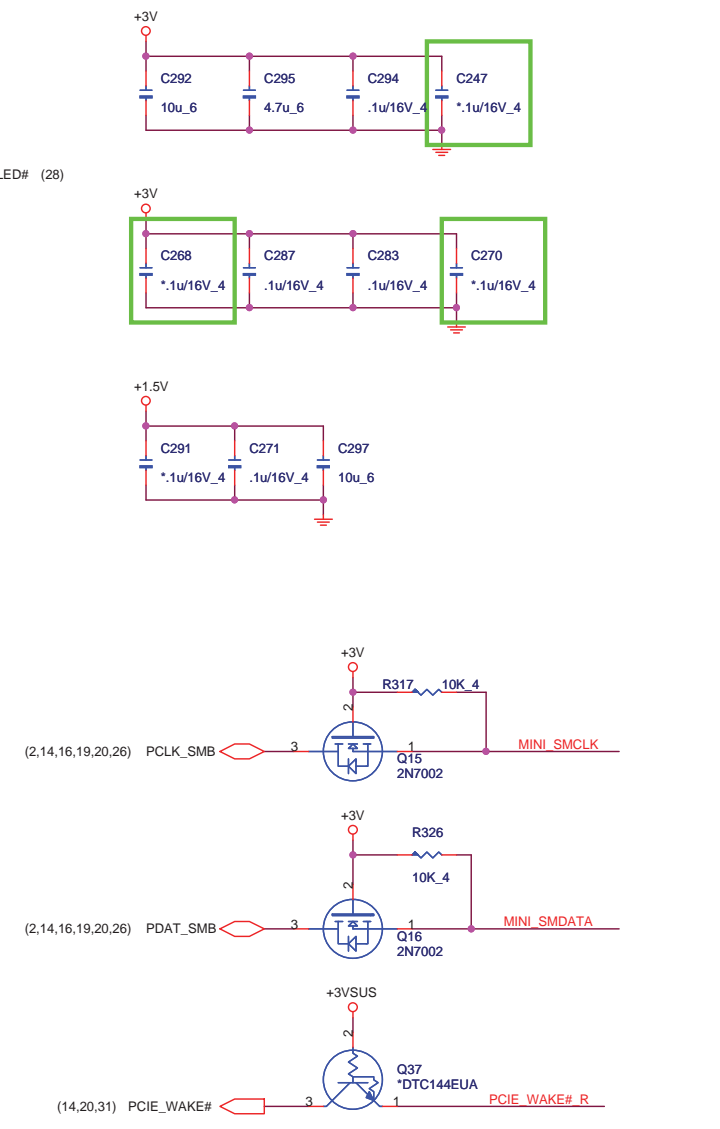 +3V
C292
C295
C294
C247
10u_6
4.7u_6
.1u/16V_4
*.1u/16V_4
LED# (28)
+3V
C268
C287
C283
C270
*.1u/16V_4
.1u/16V_4
.1u/16V_4
*.1u/16V_4
+1.5V
C291
C271
C297
*.1u/16V_4
.1u/16V_4
10u_6
+3V
R317
10K_4
2
(2,14,16,19,20,26) PCLK_SMB
3
1
MINI_SMCLK
Q15
2N7002
+3V
R326
10K_4
2
(2,14,16,19,20,26) PDAT_SMB
3
1
MINI_SMDATA
Q16
2N7002
+3VSUS
2
Q37
*DTC144EUA
(14,20,31) PCIE_WAKE#
3
1
PCIE_WAKE#_R